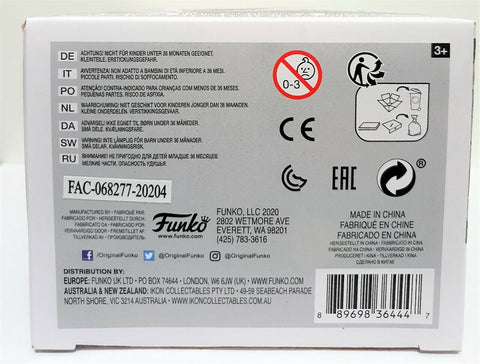 3+
DE ACHTUNG! NICHT FÜR KINDER UNTER 36 MONATEN GEEIGNET.
KLEINTEILE, ERSTICKUNGSGEFAHR.
IT AVVERTENZA! NON ADATTO A BAMBINI DI ETÀ INFERIORE A 36 MESI.
PICCOLE PARTI. RISCHIO DI SOFFOCAMENTO.
PO ATENÇÃO! CONTRA-INDICADO PARA CRIANÇAS COM MENOS DE 36 MESES.
PEQUENAS PARTES. RISCO DE ASFIXIA.
NL WAARSCHUWING! NIET GESCHIKT VOOR KINDEREN JONGER DAN 36 MAANDEN.
KLEINE ONDERDELEN. VERSTIKKINGSGEVAAR.
DA ADVARSEL! IKKE EGNET TIL BØRN UNDER 36 MÅNEDER.
SMÅ DELE. KVÆLNINGSFARE.
SW VARNING! INTE LÄMPLIG FÖR BARN UNDER 36 MÅNADER.
SMÅ DELAR. KVÄVNINGSRISK.
RU ВНИМАНИЕ! НЕ ПРИГОДНО ДЛЯ ДЕТЕЙ МЛАДШЕ 36 МЕСЯЦЕВ.
МЕЛКИЕ ЧАСТИ. ОПАСНОСТЬ УДУШЬЯ.
0-3
CE
EAC
®
FAC-068277-20204
MANUFACTURED BY •
FABRIQUÉ PAR •
HERGESTELLT DURCH •
FABRICADO POR •
VERVAARDIGD DOOR •
FREMSTILLET AF •
TILLVERKAD AV •
Funko®
www.funko.com
FUNKO, LLC 2020
2802 WETMORE AVE
EVERETT, WA 98201
(425) 783-3616
MADE IN CHINA
FABRIQUÉ EN CHINE
FABRICADO EN CHINA
HERGESTELLT IN CHINA
FABRICADO NA CHINA
VERVAARDIGD IN CHINA
PRODUCERET I KINA • TILLVERKAD I KINA
СДЕЛАНО В КИТАЕ
/OriginalFunko @OriginalFunko @OriginalFunko
DISTRIBUTION BY:
EUROPE: FUNKO UK LTD • PO BOX 74644 • LONDON, W6 6JW (UK) • WWW.FUNKO.COM
AUSTRALIA & NEW ZEALAND: IKON COLLECTABLES PTY LTD • 49-59 SEABEACH PARADE
NORTH SHORE, VIC 3214 AUSTRALIA • WWW.IKONCOLLECTABLES.COM.AU
8 89698 36444 7